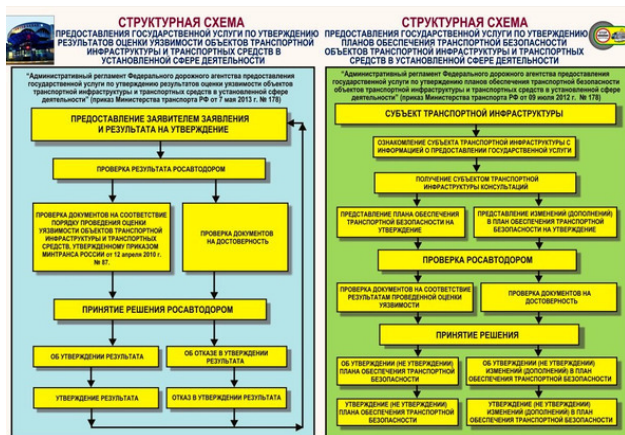 СТРУКТУРНАЯ СХЕМА
ПРЕДОСТАВЛЕНИЯ ГОСУДАРСТВЕННОЙ УСЛУГИ ПО УТВЕРЖДЕНИЮ
РЕЗУЛЬТАТОВ ОЦЕНКИ УЯЗВИМОСТИ ОБЪЕКТОВ ТРАНСПОРТНОЙ
ИНФРАСТРУКТУРЫ И ТРАНСПОРТНЫХ СРЕДСТВ В
УСТАНОВЛЕННОЙ СФЕРЕ ДЕЯТЕЛЬНОСТИ
"Административный регламент Федерального дорожного агентства предоставления
государственной услуги по утверждению результатов оценки уязвимости объектов
транспортной инфраструктуры и транспортных средств в установленной сфере
деятельности" (приказ Министерства транспорта РФ от 7 мая 2013 г. № 178)
ПРЕДОСТАВЛЕНИЕ ЗАЯВИТЕЛЕМ ЗАЯВЛЕНИЯ
И РЕЗУЛЬТАТА НА УТВЕРЖДЕНИЕ
ПРОВЕРКА РЕЗУЛЬТАТА РОСАВТОДОРОМ
ПРОВЕРКА ДОКУМЕНТОВ НА СООТВЕТСТВИЕ
ПОРЯДКУ ПРОВЕДЕНИЯ ОЦЕНКИ
УЯЗВИМОСТИ ОБЪЕКТОВ ТРАНСПОРТНОЙ
ИНФРАСТРУКТУРЫ И ТРАНСПОРТНЫХ
СРЕДСТВ, УТВЕРЖДЕННОМУ ПРИКАЗОМ
МИНТРАНСА РОССИИ от 12 апреля 2010 г.
№ 87.
ПРОВЕРКА ДОКУМЕНТОВ
НА ДОСТОВЕРНОСТЬ
ПРИНЯТИЕ РЕШЕНИЯ РОСАВТОДОРОМ
ОБ УТВЕРЖДЕНИИ РЕЗУЛЬТАТА
ОБ ОТКАЗЕ В УТВЕРЖДЕНИИ
РЕЗУЛЬТАТА
УТВЕРЖДЕНИЕ РЕЗУЛЬТАТА
ОТКАЗ В УТВЕРЖДЕНИИ РЕЗУЛЬТАТА
СТРУКТУРНАЯ СХЕМА
ПРЕДОСТАВЛЕНИЯ ГОСУДАРСТВЕННОЙ УСЛУГИ ПО УТВЕРЖДЕНИЮ
ПЛАНОВ ОБЕСПЕЧЕНИЯ ТРАНСПОРТНОЙ БЕЗОПАСНОСТИ
ОБЪЕКТОВ ТРАНСПОРТНОЙ ИНФРАСТРУКТУРЫ И ТРАНСПОРТНЫХ
СРЕДСТВ В УСТАНОВЛЕННОЙ СФЕРЕ ДЕЯТЕЛЬНОСТИ
"Административный регламент Федерального дорожного агентства предоставления
государственной услуги по утверждению планов обеспечения транспортной безопасности
объектов транспортной инфраструктуры и транспортных средств в установленной сфере
деятельности" (приказ Министерства транспорта РФ от 09 июля 2012 г. № 178)
СУБЪЕКТ ТРАНСПОРТНОЙ ИНФРАСТРУКТУРЫ
ОЗНАКОМЛЕНИЕ СУБЪЕКТА ТРАНСПОРТНОЙ ИНФРАСТРУКТУРЫ С
ИНФОРМАЦИЕЙ О ПРЕДОСТАВЛЕНИИ ГОСУДАРСТВЕННОЙ УСЛУГИ
ПОЛУЧЕНИЕ СУБЪЕКТОМ ТРАНСПОРТНОЙ
ИНФРАСТРУКТУРЫ КОНСУЛЬТАЦИЙ
ПРЕДСТАВЛЕНИЕ ПЛАНА ОБЕСПЕЧЕНИЯ
ТРАНСПОРТНОЙ БЕЗОПАСНОСТИ НА
УТВЕРЖДЕНИЕ
ПРЕДСТАВЛЕНИЕ ИЗМЕНЕНИЙ (ДОПОЛНЕНИЙ)
В ПЛАН ОБЕСПЕЧЕНИЯ ТРАНСПОРТНОЙ
БЕЗОПАСНОСТИ НА УТВЕРЖДЕНИЕ
ПРОВЕРКА РОСАВТОДОРОМ
ПРОВЕРКА ДОКУМЕНТОВ НА СООТВЕТСТВИЕ
РЕЗУЛЬТАТАМ ПРОВЕДЕННОЙ ОЦЕНКИ
УЯЗВИМОСТИ
ПРОВЕРКА ДОКУМЕНТОВ НА
ДОСТОВЕРНОСТЬ
ПРИНЯТИЕ РЕШЕНИЯ
ОБ УТВЕРЖДЕНИИ (НЕ УТВЕРЖДЕНИИ)
ПЛАНА ОБЕСПЕЧЕНИЯ ТРАНСПОРТНОЙ
БЕЗОПАСНОСТИ
ОБ УТВЕРЖДЕНИИ (НЕ УТВЕРЖДЕНИИ)
ИЗМЕНЕНИЙ (ДОПОЛНЕНИЙ) В ПЛАН
ОБЕСПЕЧЕНИЯ ТРАНСПОРТНОЙ БЕЗОПАСНОСТИ
УТВЕРЖДЕНИЕ (НЕ УТВЕРЖДЕНИЕ)
ПЛАНА ОБЕСПЕЧЕНИЯ ТРАНСПОРТНОЙ
БЕЗОПАСНОСТИ
УТВЕРЖДЕНИЕ (НЕ УТВЕРЖДЕНИЕ)
ИЗМЕНЕНИЙ (ДОПОЛНЕНИЙ) В ПЛАН
ОБЕСПЕЧЕНИЯ ТРАНСПОРТНОЙ БЕЗОПАСНОСТИ